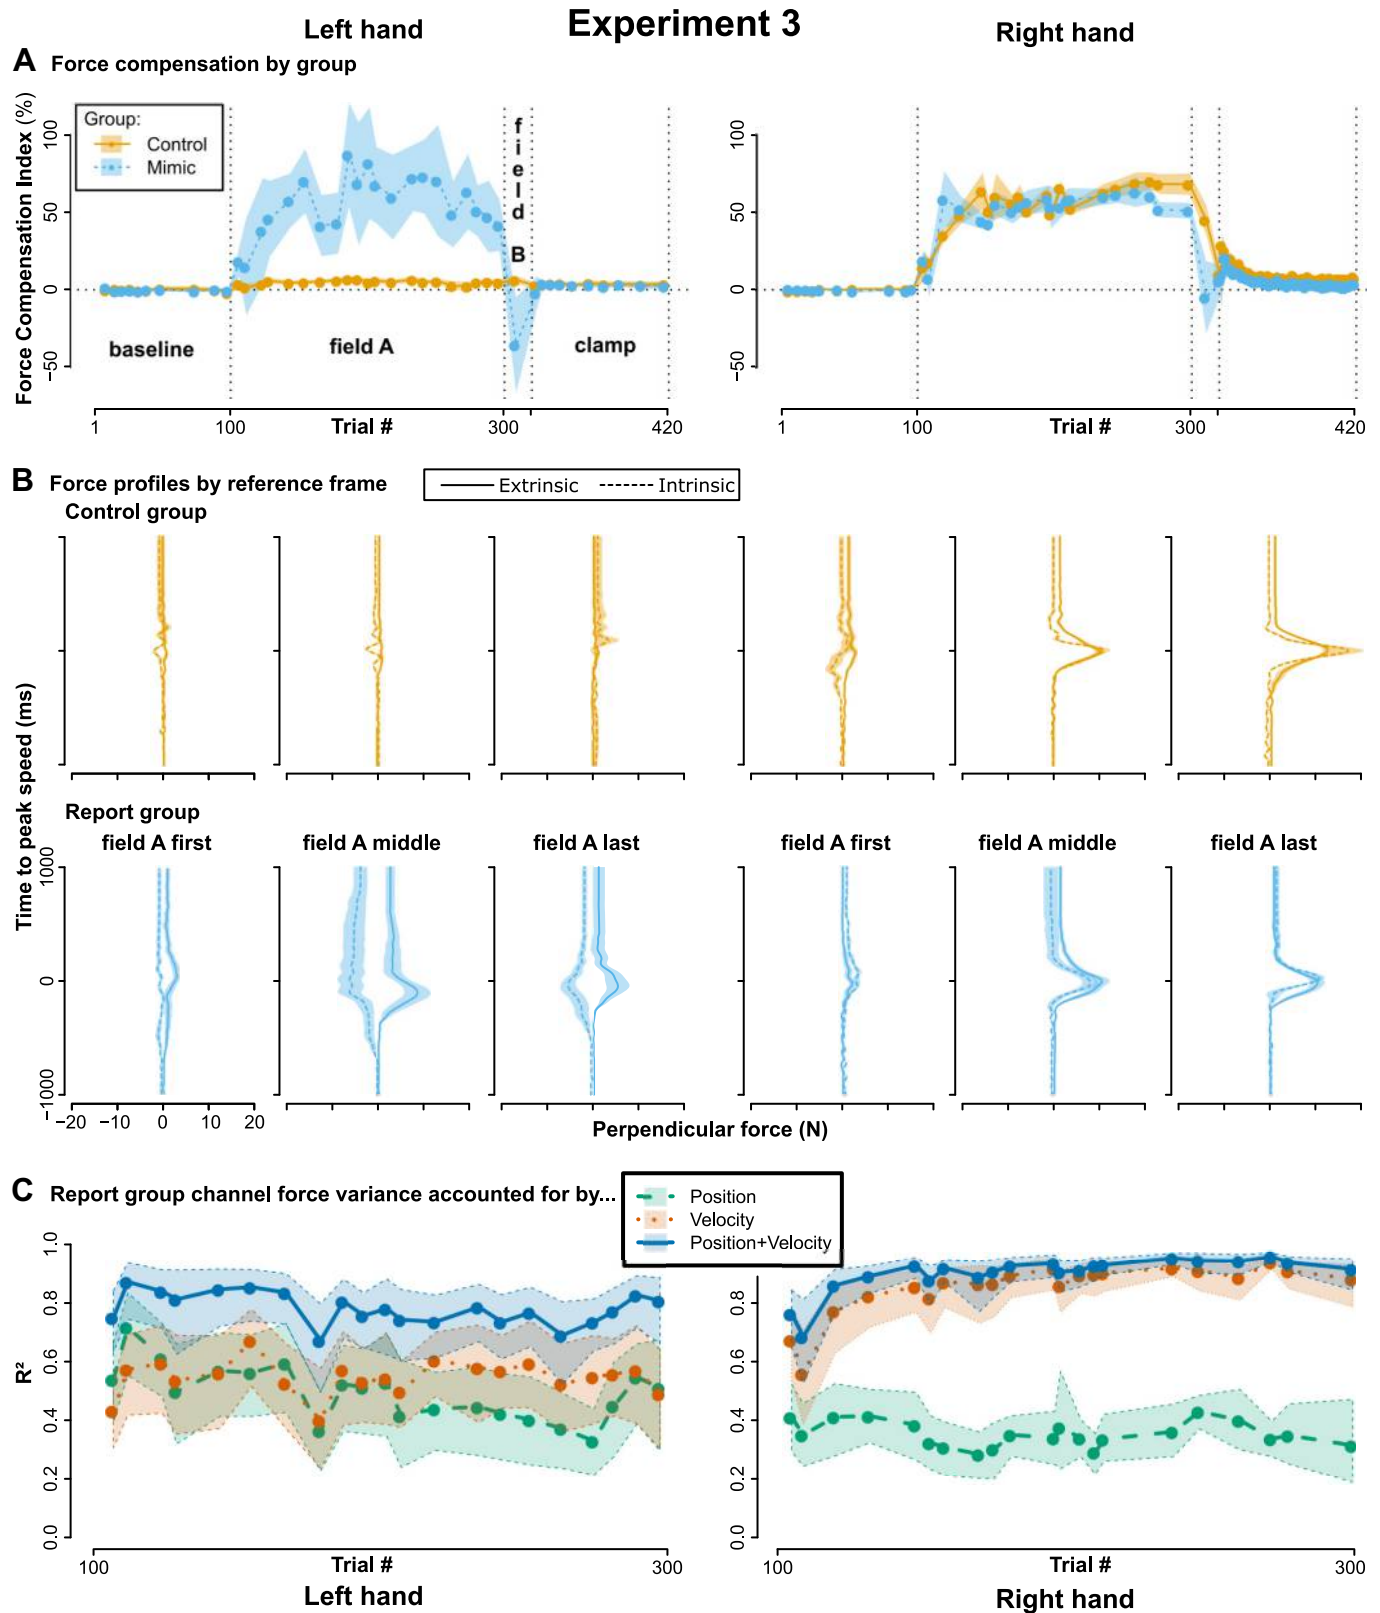 Experiment 3
Left hand
Right hand
A Force compensation by group
Force Compensation Index (%)
Group:
Control
Mimic
100
50
0
−50
field B
baseline
field A
clamp
1
100
Trial #
300
420
100
50
0
−50
1
100
Trial #
300
420
B Force profiles by reference frame
Extrinsic
Intrinsic
Control group
Time to peak speed (ms)
Report group
field A first
field A middle
field A last
field A first
field A middle
field A last
1000
0
−1000
−20 −10 0 10 20
Perpendicular force (N)
C Report group channel force variance accounted for by...
Position
Velocity
Position+Velocity
R²
1.0
0.8
0.6
0.4
0.2
0.0
100
Trial #
300
Left hand
0.8
0.6
0.4
0.2
0.0
100
Trial #
300
Right hand